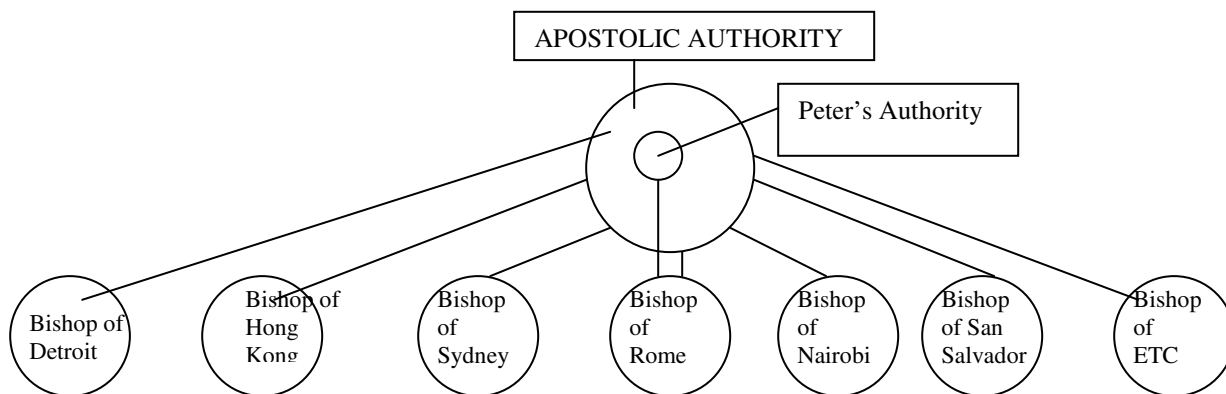 APOSTOLIC AUTHORITY
Peter’s Authority
Bishop of
Detroit
Bishop of
Hong
Kong
Bishop
of
Sydney
Bishop
of
Rome
Bishop
of
Nairobi
Bishop
of San
Salvador
Bishop
of
ETC